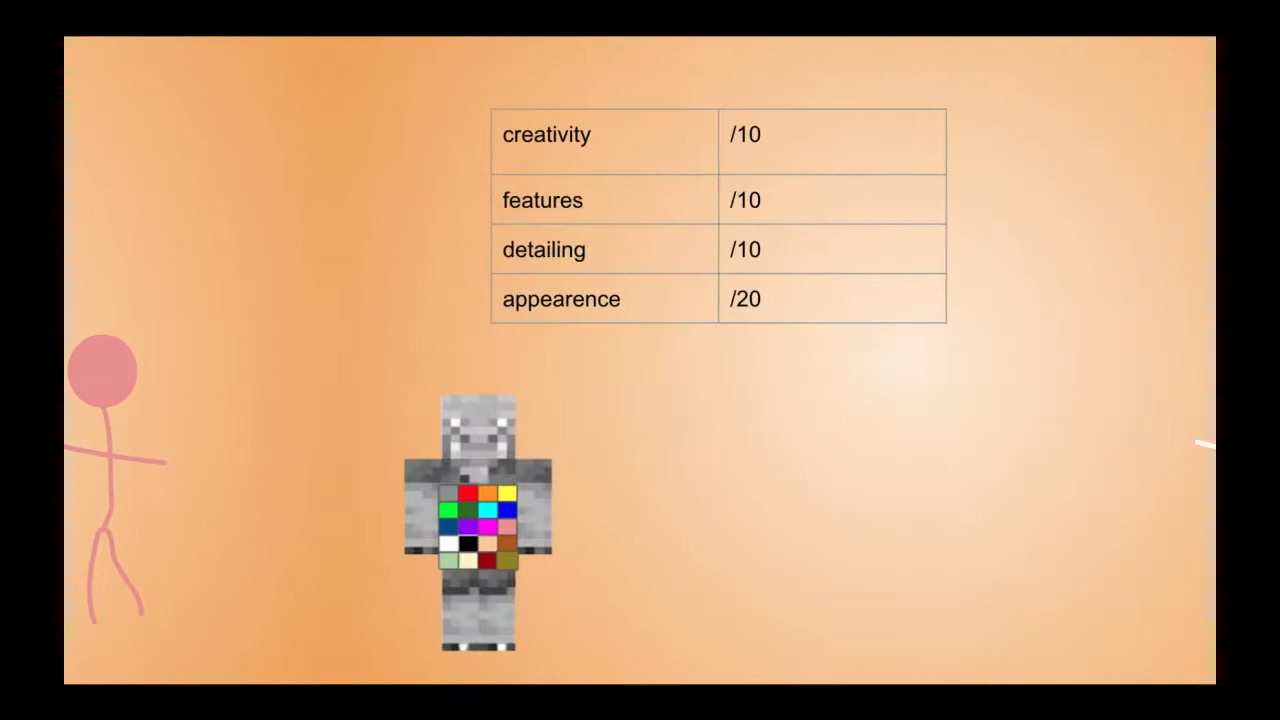 creativity /10
features /10
detailing /10
appearence /20